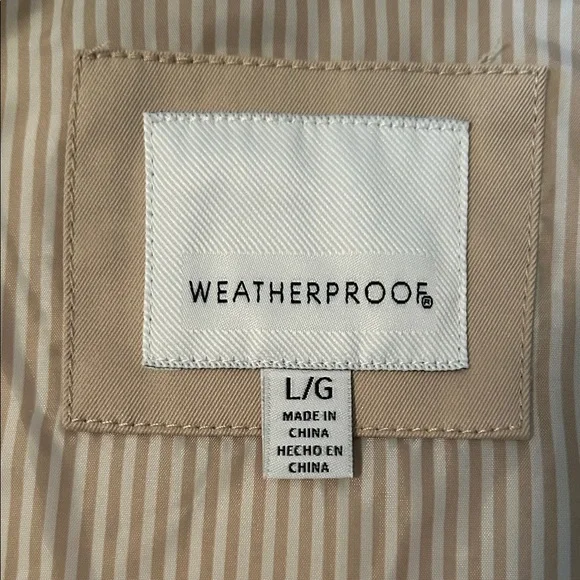 WEATHERPROOF®
L/G
MADE IN
CHINA
HECHO EN
CHINA